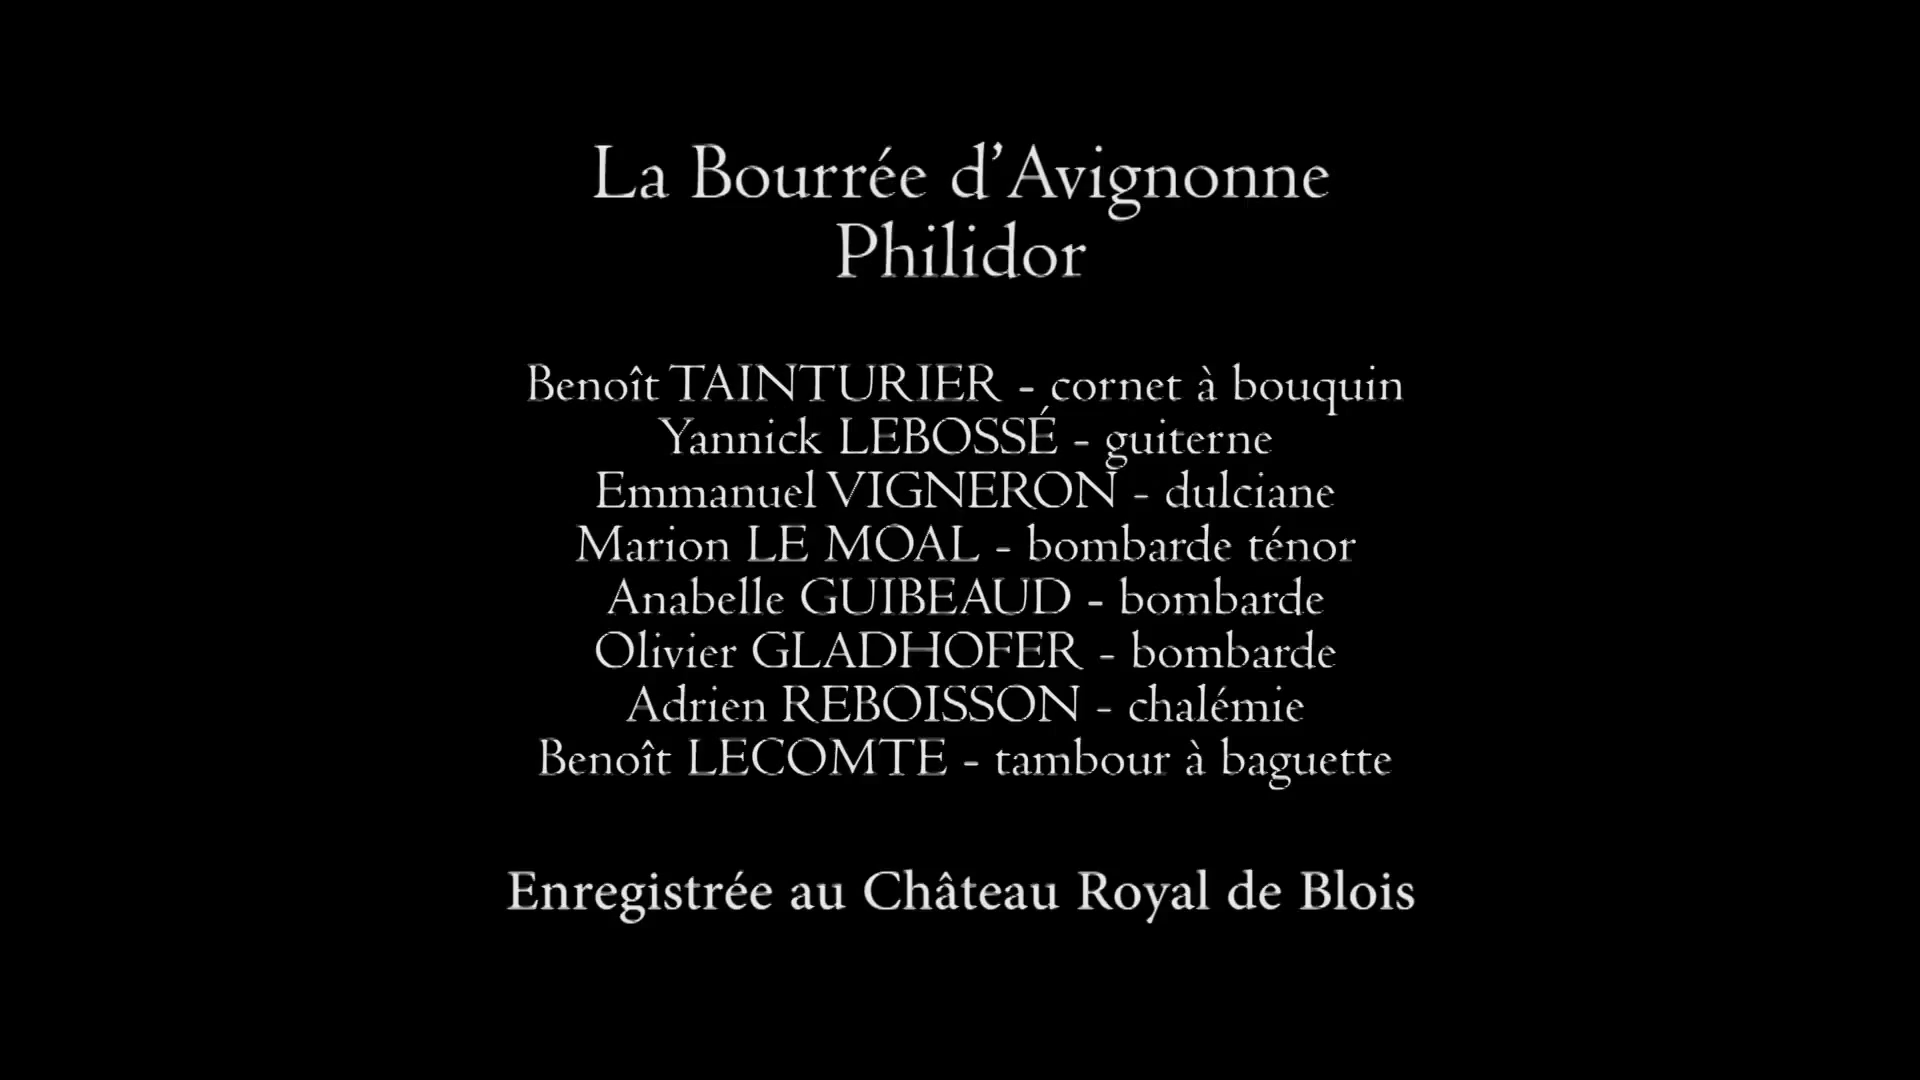 La Bourrée d’Avignonne
Philidor
Benoît TAINTURIER - cornet à bouquin
Yannick LEBOSSÉ - guiterne
Emmanuel VIGNERON - dulciane
Marion LE MOAL - bombarde ténor
Anabelle GUIBEAUD - bombarde
Olivier GLADHOFER - bombarde
Adrien REBOISSON - chalémie
Benoît LECOMTE - tambour à baguette
Enregistrée au Château Royal de Blois